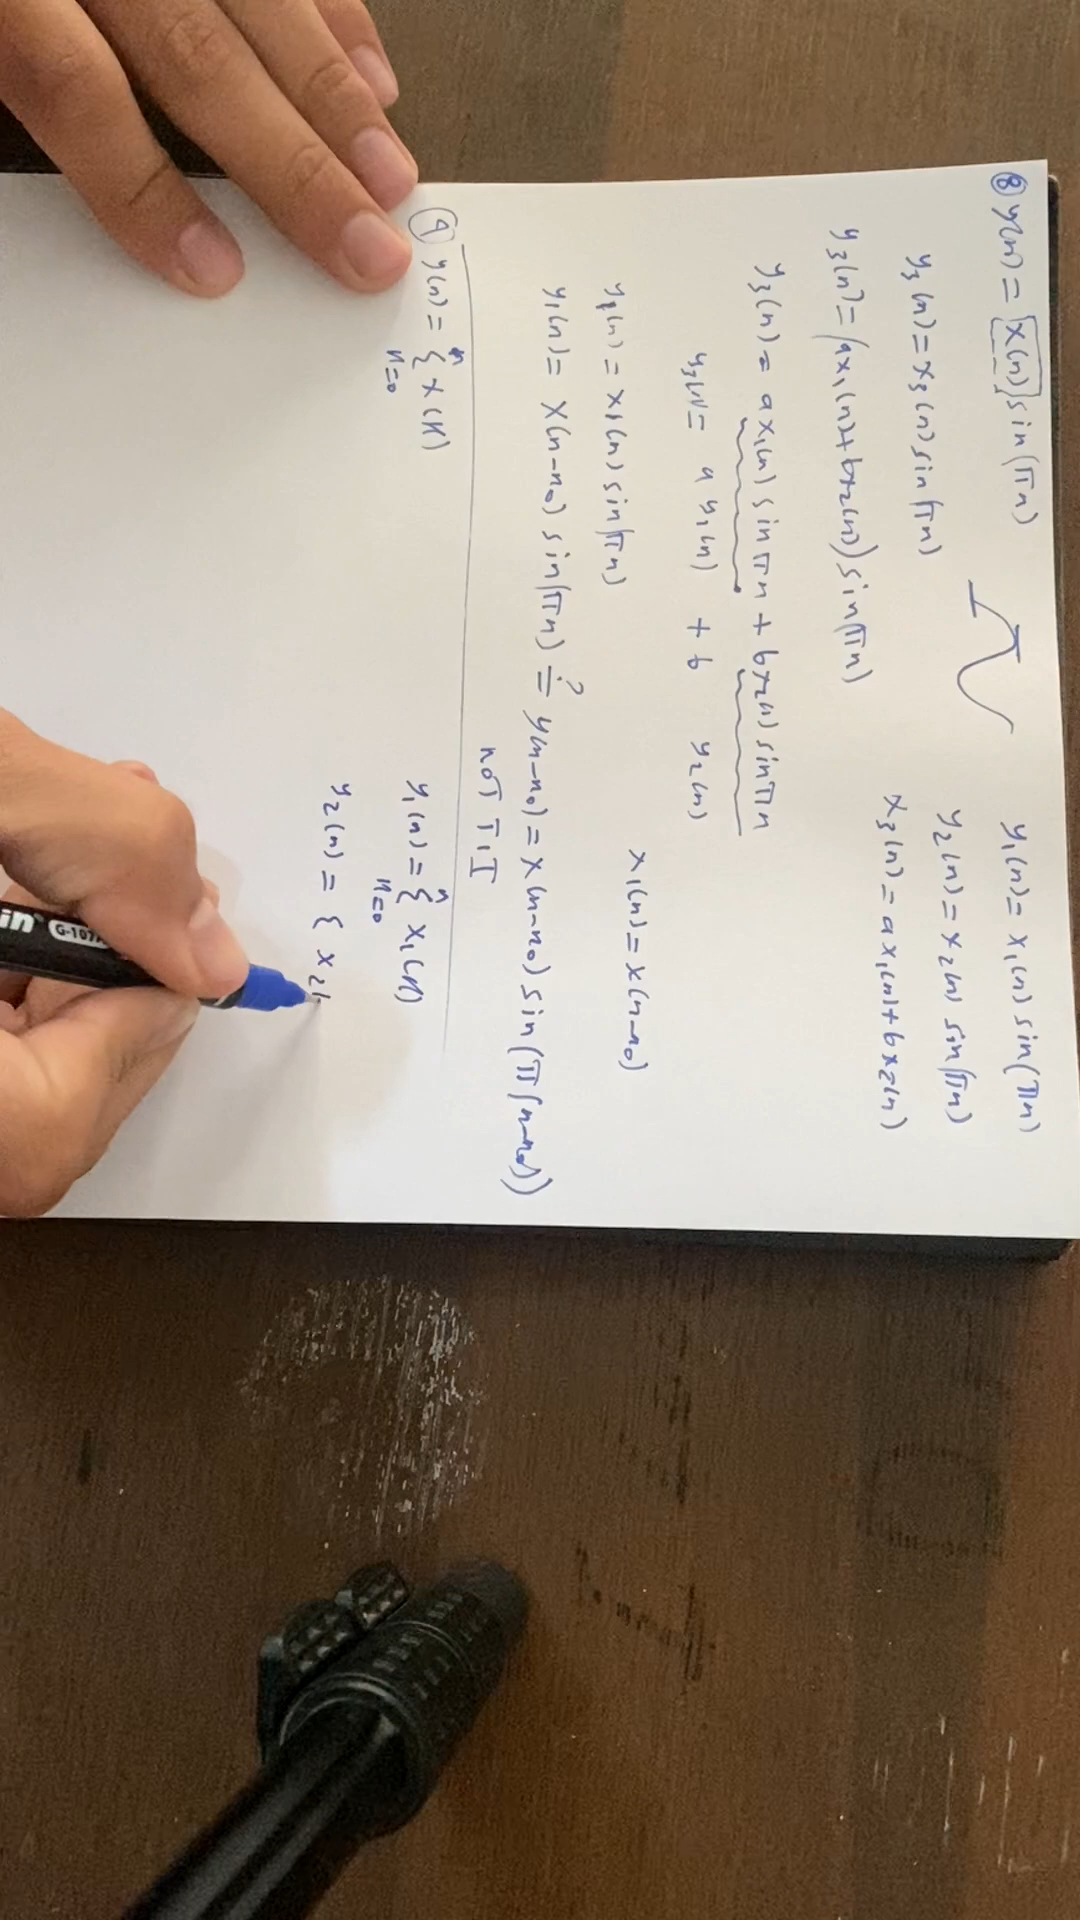 ⑧ y(n) = x(n) sin(πn)
y₁(n) = x₁(n) sin(πn)
y₃(n) = x₃(n) sin(πn)
y₂(n) = x₂(n) sin(πn)
y₃(n) = (ax₁(n) + bx₂(n)) sin(πn)
x₃(n) = ax₁(n) + bx₂(n)
y₃(n) = ax₁(n) sin πn + bx₂(n) sin πn
y₃(n) = a y₁(n) + b y₂(n)
y₁(n) = x₁(n) sin(πn)
x₁(n) = x(n-n₀)
y₁(n) = x(n-n₀) sin(πn) =? y(n-n₀) = x(n-n₀) sin(π(n-n₀))
not T I
⑨ y(n) = { x(n)
n
n=0
y₁(n) = { x₁(n)
n
n=0
y₂(n) = { x₂(
in
G-107